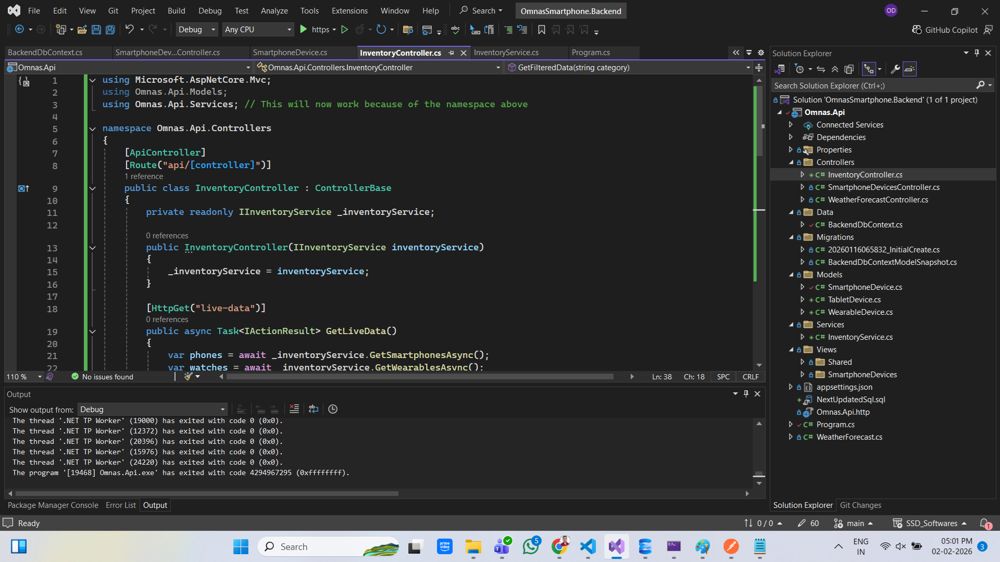 File Edit View Git Project Build Debug Test Analyze Tools Extensions Window Help Search OmnasSmartphone.Backend OD
Debug Any CPU https GitHub Copilot
BackendDbContext.cs SmartphoneDev...Controller.cs SmartphoneDevice.cs InventoryController.cs InventoryService.cs Program.cs
Omnas.Api Omnas.Api.Controllers.InventoryController GetFilteredData(string category)
1 using Microsoft.AspNetCore.Mvc;
2 using Omnas.Api.Models;
3 using Omnas.Api.Services; // This will now work because of the namespace above
4
5 namespace Omnas.Api.Controllers
6 {
7 [ApiController]
8 [Route("api/[controller]")]
1 reference
9 public class InventoryController : ControllerBase
10 {
11 private readonly IInventoryService _inventoryService;
12
0 references
13 public InventoryController(IInventoryService inventoryService)
14 {
15 _inventoryService = inventoryService;
16 }
17
18 [HttpGet("live-data")]
0 references
19 public async Task<IActionResult> GetLiveData()
20 {
21 var phones = await _inventoryService.GetSmartphonesAsync();
22 var watches = await _inventoryService.GetWearablesAsync();
110 % No issues found Ln: 38 Ch: 18 SPC CRLF
Output
Show output from: Debug
The thread '.NET TP Worker' (19000) has exited with code 0 (0x0).
The thread '.NET TP Worker' (12372) has exited with code 0 (0x0).
The thread '.NET TP Worker' (20396) has exited with code 0 (0x0).
The thread '.NET TP Worker' (15976) has exited with code 0 (0x0).
The thread '.NET TP Worker' (24220) has exited with code 0 (0x0).
The program '[19468] Omnas.Api.exe' has exited with code 4294967295 (0xffffffff).
Package Manager Console Error List Output
Solution Explorer
Search Solution Explorer (Ctrl+;)
Solution 'OmnasSmartphone.Backend' (1 of 1 project)
Omnas.Api
Connected Services
Dependencies
Properties
Controllers
C# InventoryController.cs
C# SmartphoneDevicesController.cs
C# WeatherForecastController.cs
Data
C# BackendDbContext.cs
Migrations
C# 20260116065832_InitialCreate.cs
C# BackendDbContextModelSnapshot.cs
Models
C# SmartphoneDevice.cs
C# TabletDevice.cs
C# WearableDevice.cs
Services
C# InventoryService.cs
Views
Shared
SmartphoneDevices
appsettings.json
NextUpdatedSql.sql
Omnas.Api.http
C# Program.cs
C# WeatherForecast.cs
Solution Explorer Git Changes
Ready 0 / 0 60 main SSD_Softwares 1
Search prime video 5 ENG IN 05:01 PM 02-02-2026 3